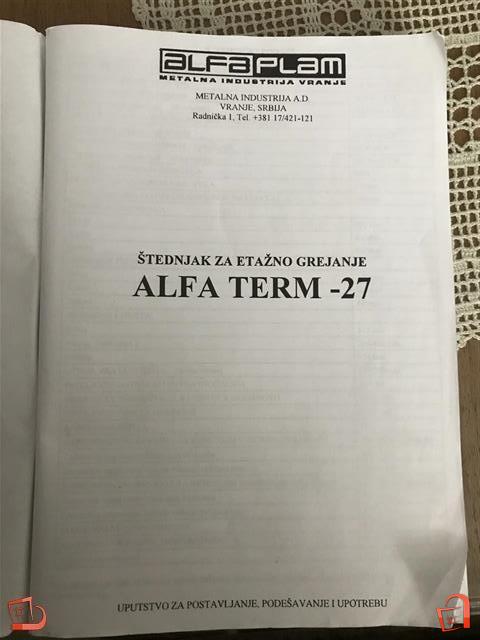 alfaplam
METALNA INDUSTRIJA VRANJE
METALNA INDUSTRIJA A.D.
VRANJE, SRBIJA
Radnička 1, Tel. +381 17/421-121
ŠTEDNJAK ZA ETAŽNO GREJANJE
ALFA TERM -27
UPUTSTVO ZA POSTAVLJANJE, PODEŠAVANJE I UPOTREBU